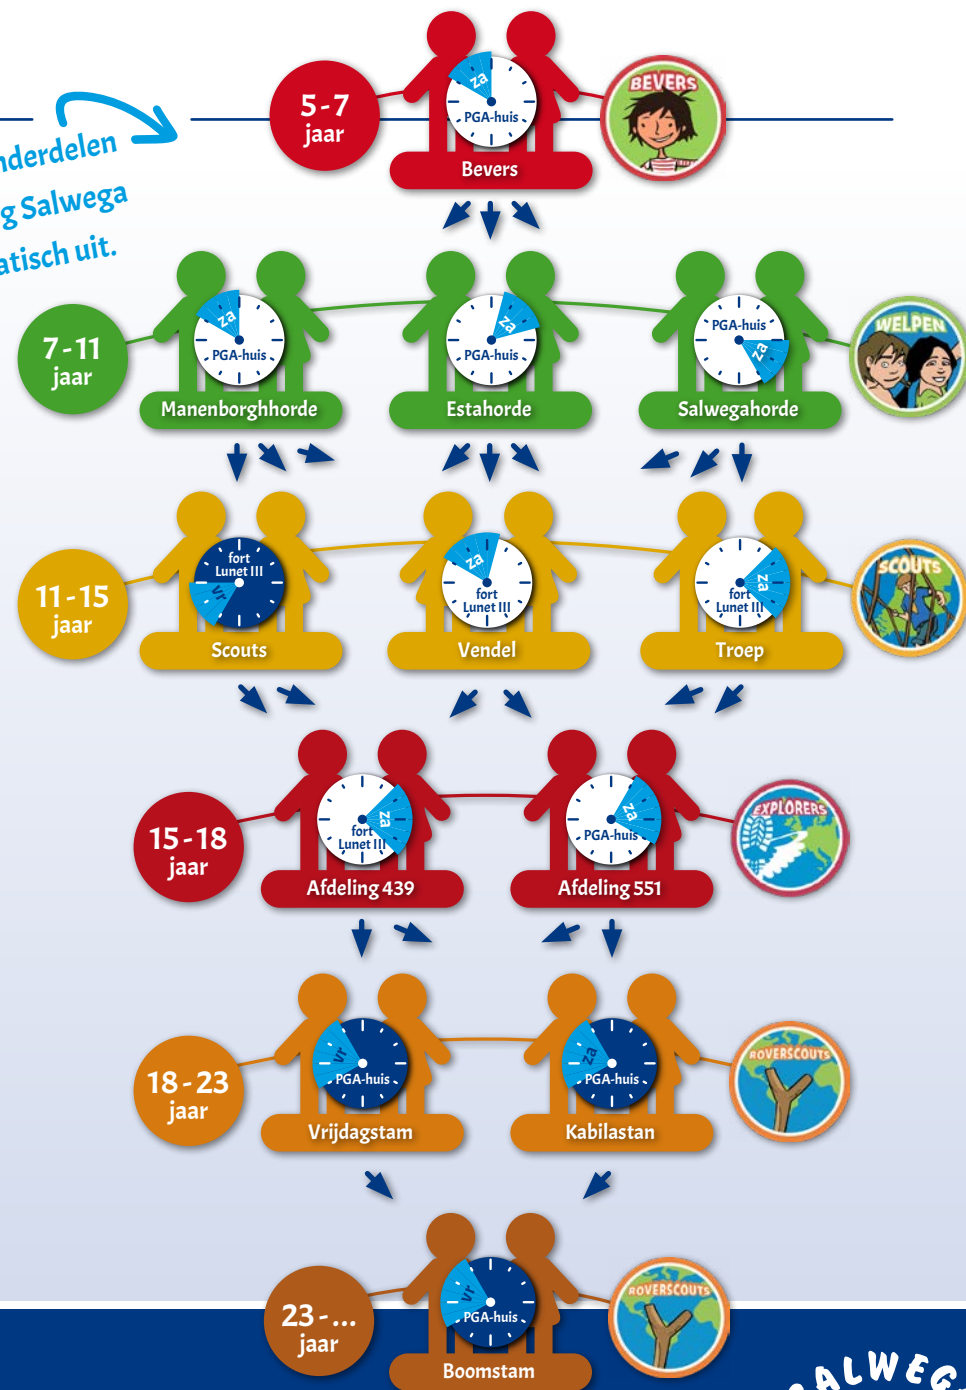 5-7
jaar
za
PGA-huis
Bevers
BEVERS
nderdelen
g Salwega
atisch uit.
7-11
jaar
za
PGA-huis
Manenborghhorde
za
PGA-huis
Estahorde
PGA-huis
za
Salwegahorde
WELPEN
11-15
jaar
fort
Lunet III
vr
Scouts
za
fort
Lunet III
Vendel
za
fort
Lunet III
Troep
SCOUTS
15-18
jaar
za
fort
Lunet III
Afdeling 439
za
PGA-huis
Afdeling 551
EXPLORERS
18-23
jaar
vr
PGA-huis
Vrijdagstam
za
PGA-huis
Kabilastan
ROVERSCOUTS
23-...
jaar
vr
PGA-huis
Boomstam
ROVERSCOUTS
ALWEG